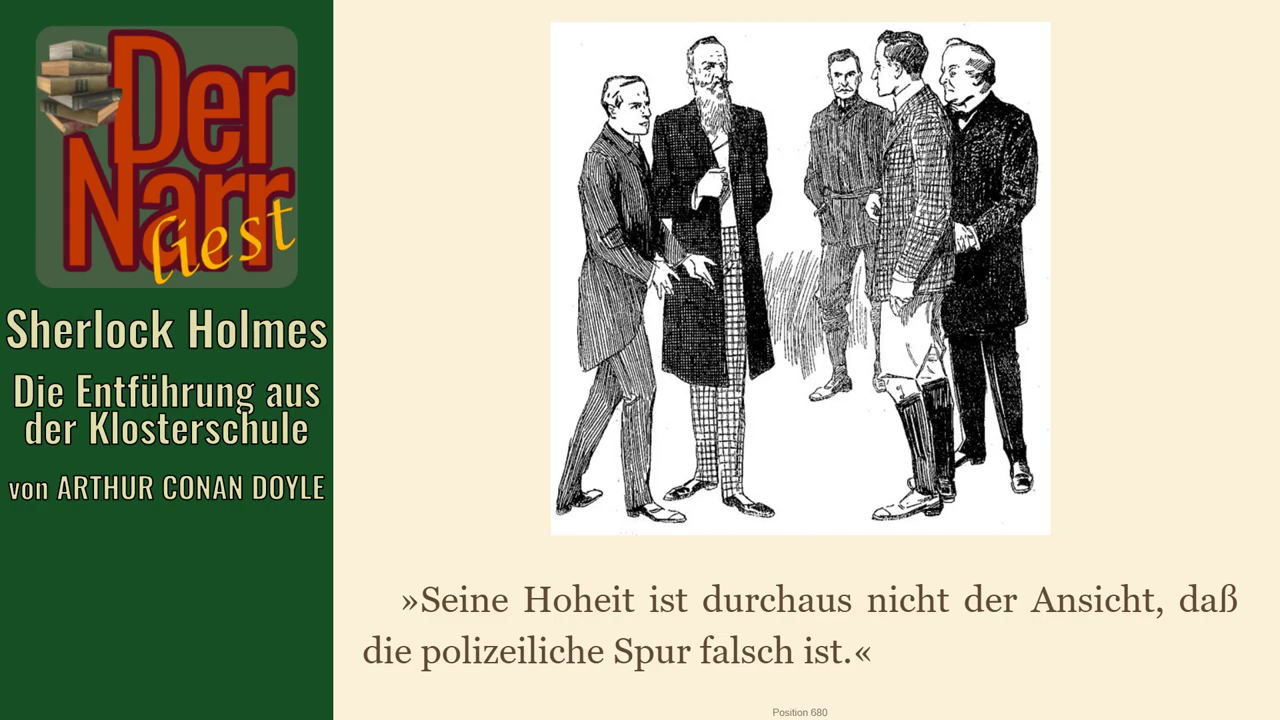 Der
Narr
liest
Sherlock Holmes
Die Entführung aus
der Klosterschule
von ARTHUR CONAN DOYLE
»Seine Hoheit ist durchaus nicht der Ansicht, daß
die polizeiliche Spur falsch ist.«
Position 680